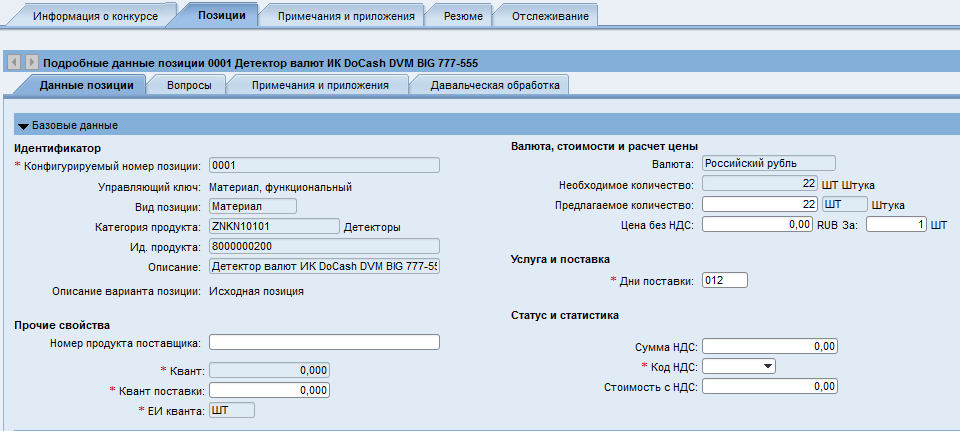 Информация о конкурсе Позиции Примечания и приложения Резюме Отслеживание
Подробные данные позиции 0001 Детектор валют ИК DoCash DVM BIG 777-555
Данные позиции Вопросы Примечания и приложения Давальческая обработка
Базовые данные
Идентификатор
* Конфигурируемый номер позиции: 0001
Управляющий ключ: Материал, функциональный
Вид позиции: Материал
Категория продукта: ZNKN10101 Детекторы
Ид. продукта: 8000000200
Описание: Детектор валют ИК DoCash DVM BIG 777-55
Описание варианта позиции: Исходная позиция
Прочие свойства
Номер продукта поставщика:
* Квант: 0,000
* Квант поставки: 0,000
* ЕИ кванта: ШТ
Валюта, стоимости и расчет цены
Валюта: Российский рубль
Необходимое количество: 22 ШТ Штука
Предлагаемое количество: 22 ШТ Штука
Цена без НДС: 0,00 RUB За: 1 ШТ
Услуга и поставка
* Дни поставки: 012
Статус и статистика
Сумма НДС: 0,00
* Код НДС:
Стоимость с НДС: 0,00